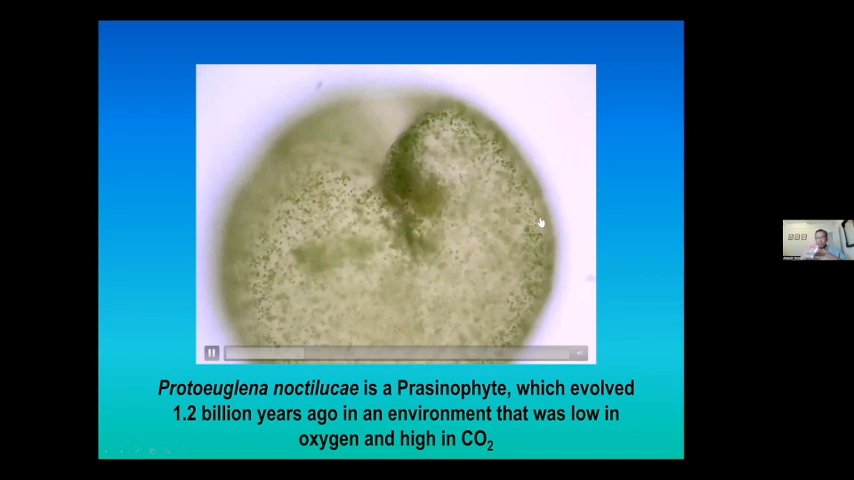 Protoeuglena noctilucae is a Prasinophyte, which evolved
1.2 billion years ago in an environment that was low in
oxygen and high in CO₂